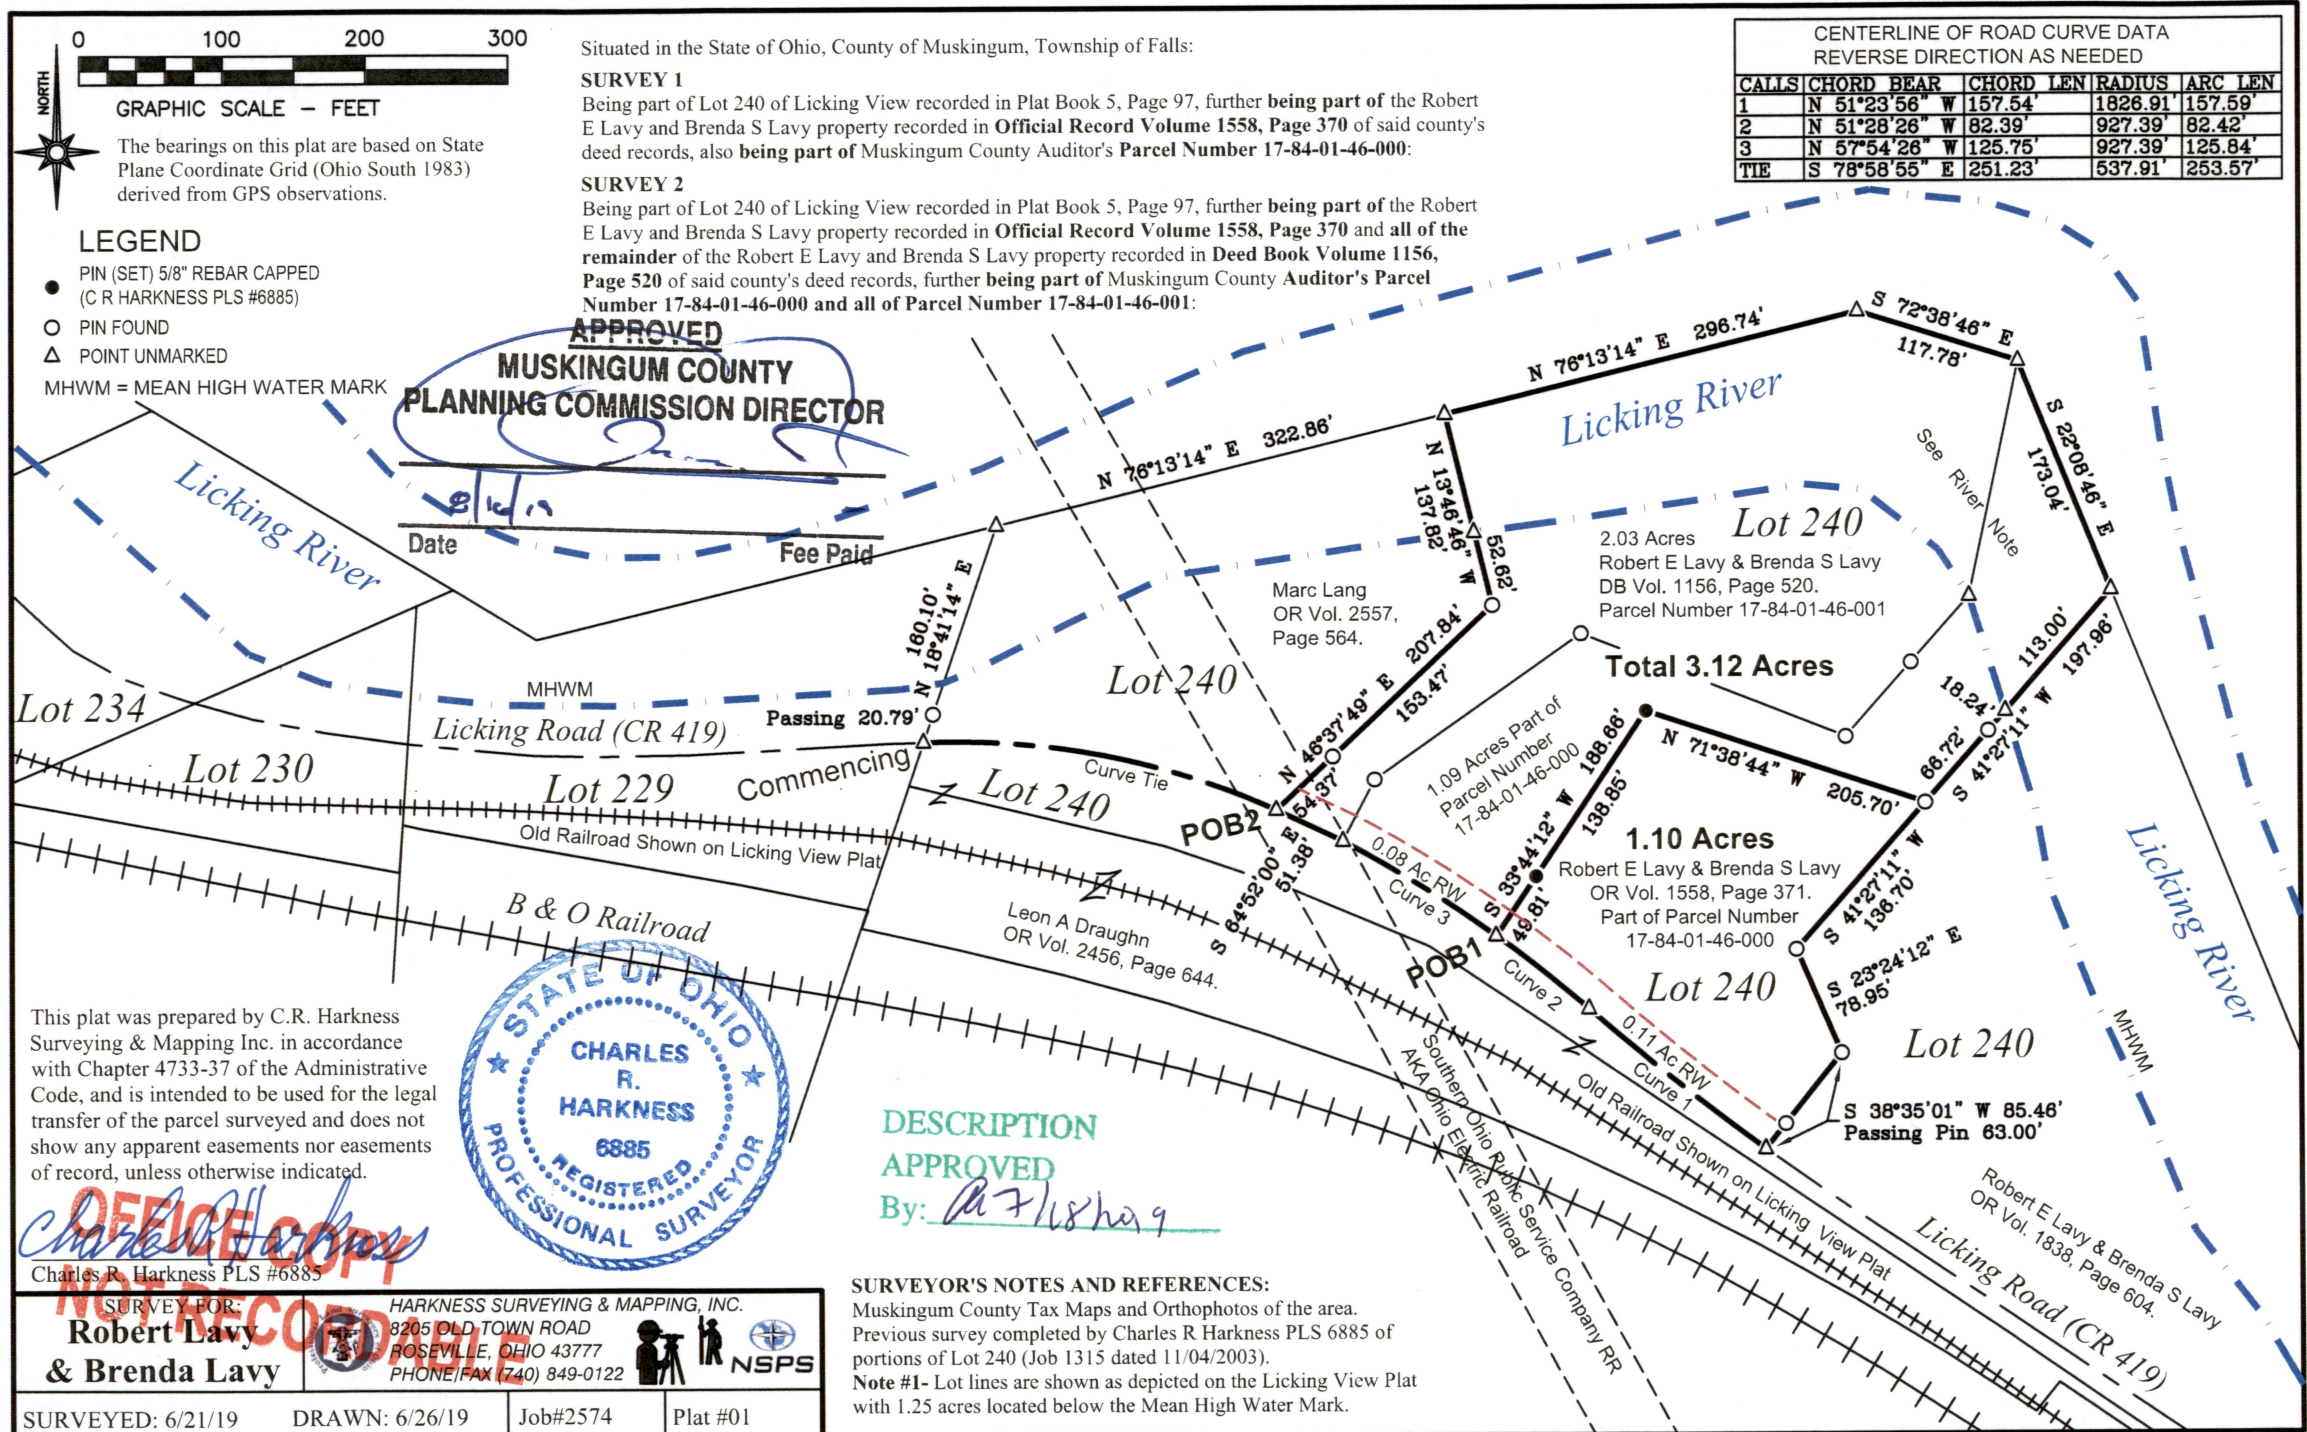 0 100 200 300
GRAPHIC SCALE – FEET
NORTH
The bearings on this plat are based on State
Plane Coordinate Grid (Ohio South 1983)
derived from GPS observations.
LEGEND
PIN (SET) 5/8" REBAR CAPPED
(C R HARKNESS PLS #6885)
PIN FOUND
POINT UNMARKED
MHWM = MEAN HIGH WATER MARK
Situated in the State of Ohio, County of Muskingum, Township of Falls:
SURVEY 1
Being part of Lot 240 of Licking View recorded in Plat Book 5, Page 97, further being part of the Robert
E Lavy and Brenda S Lavy property recorded in Official Record Volume 1558, Page 370 of said county's
deed records, also being part of Muskingum County Auditor's Parcel Number 17-84-01-46-000:
SURVEY 2
Being part of Lot 240 of Licking View recorded in Plat Book 5, Page 97, further being part of the Robert
E Lavy and Brenda S Lavy property recorded in Official Record Volume 1558, Page 370 and all of the
remainder of the Robert E Lavy and Brenda S Lavy property recorded in Deed Book Volume 1156,
Page 520 of said county's deed records, further being part of Muskingum County Auditor's Parcel
Number 17-84-01-46-000 and all of Parcel Number 17-84-01-46-001:
CENTERLINE OF ROAD CURVE DATA
REVERSE DIRECTION AS NEEDED
CALLS CHORD BEAR CHORD LEN RADIUS ARC LEN
1 N 51°23'56" W 157.54' 1826.91' 157.59'
2 N 51°28'26" W 82.39' 927.39' 82.42'
3 N 57°54'26" W 125.75' 927.39' 125.84'
TIE S 78°58'55" E 251.23' 537.91' 253.57'
APPROVED
MUSKINGUM COUNTY
PLANNING COMMISSION DIRECTOR
Date Fee Paid
Licking River
N 76°13'14" E 322.86'
N 76°13'14" E 296.74'
S 72°38'46" E
117.78'
Licking River
S 22°08'46" E
173.04'
See River Note
N 13°46'46" W
137.82'
52.62'
Lot 240
2.03 Acres
Robert E Lavy & Brenda S Lavy
DB Vol. 1156, Page 520.
Parcel Number 17-84-01-46-001
Marc Lang
OR Vol. 2557,
Page 564.
160.10'
N 18°41'14" E
Passing 20.79'
MHWM
Licking Road (CR 419)
Lot 234
Lot 230
Lot 229
Commencing
Curve Tie
Lot 240
Lot 240
Z
Z
Z
Old Railroad Shown on Licking View Plat
B & O Railroad
Leon A Draughn
OR Vol. 2456, Page 644.
N 46°37'49" E 207.84'
153.47'
54.37'
POB2
S 64°52'00" E
51.38'
Total 3.12 Acres
1.09 Acres Part of
Parcel Number
17-84-01-46-000
0.08 Ac RW
Curve 3
S 33°44'12" W 188.66'
138.85'
49.81'
POB1
N 71°38'44" W 205.70'
18.24'
113.00'
66.72'
S 41°27'11" W 197.96'
1.10 Acres
Robert E Lavy & Brenda S Lavy
OR Vol. 1558, Page 371.
Part of Parcel Number
17-84-01-46-000
S 41°27'11" W
136.70'
S 23°24'12" E
78.95'
Lot 240
Lot 240
Curve 2
0.11 Ac RW
Curve 1
S 38°35'01" W 85.46'
Passing Pin 63.00'
Licking River
MHWM
Southern Ohio Public Service Company RR
AKA Ohio Electric Railroad
Old Railroad Shown on Licking View Plat
Licking Road (CR 419)
Robert E Lavy & Brenda S Lavy
OR Vol. 1838, Page 604.
This plat was prepared by C.R. Harkness
Surveying & Mapping Inc. in accordance
with Chapter 4733-37 of the Administrative
Code, and is intended to be used for the legal
transfer of the parcel surveyed and does not
show any apparent easements nor easements
of record, unless otherwise indicated.
STATE OF OHIO
CHARLES
R.
HARKNESS
6885
REGISTERED
PROFESSIONAL SURVEYOR
DESCRIPTION
APPROVED
By:
Charles R Harkness
Charles R. Harkness PLS #6885
OFFICE COPY
NOT RECORDABLE
SURVEY FOR:
Robert Lavy
& Brenda Lavy
HARKNESS SURVEYING & MAPPING, INC.
8205 OLD TOWN ROAD
ROSEVILLE, OHIO 43777
PHONE/FAX (740) 849-0122
NSPS
SURVEYED: 6/21/19 DRAWN: 6/26/19 Job#2574 Plat #01
SURVEYOR'S NOTES AND REFERENCES:
Muskingum County Tax Maps and Orthophotos of the area.
Previous survey completed by Charles R Harkness PLS 6885 of
portions of Lot 240 (Job 1315 dated 11/04/2003).
Note #1- Lot lines are shown as depicted on the Licking View Plat
with 1.25 acres located below the Mean High Water Mark.